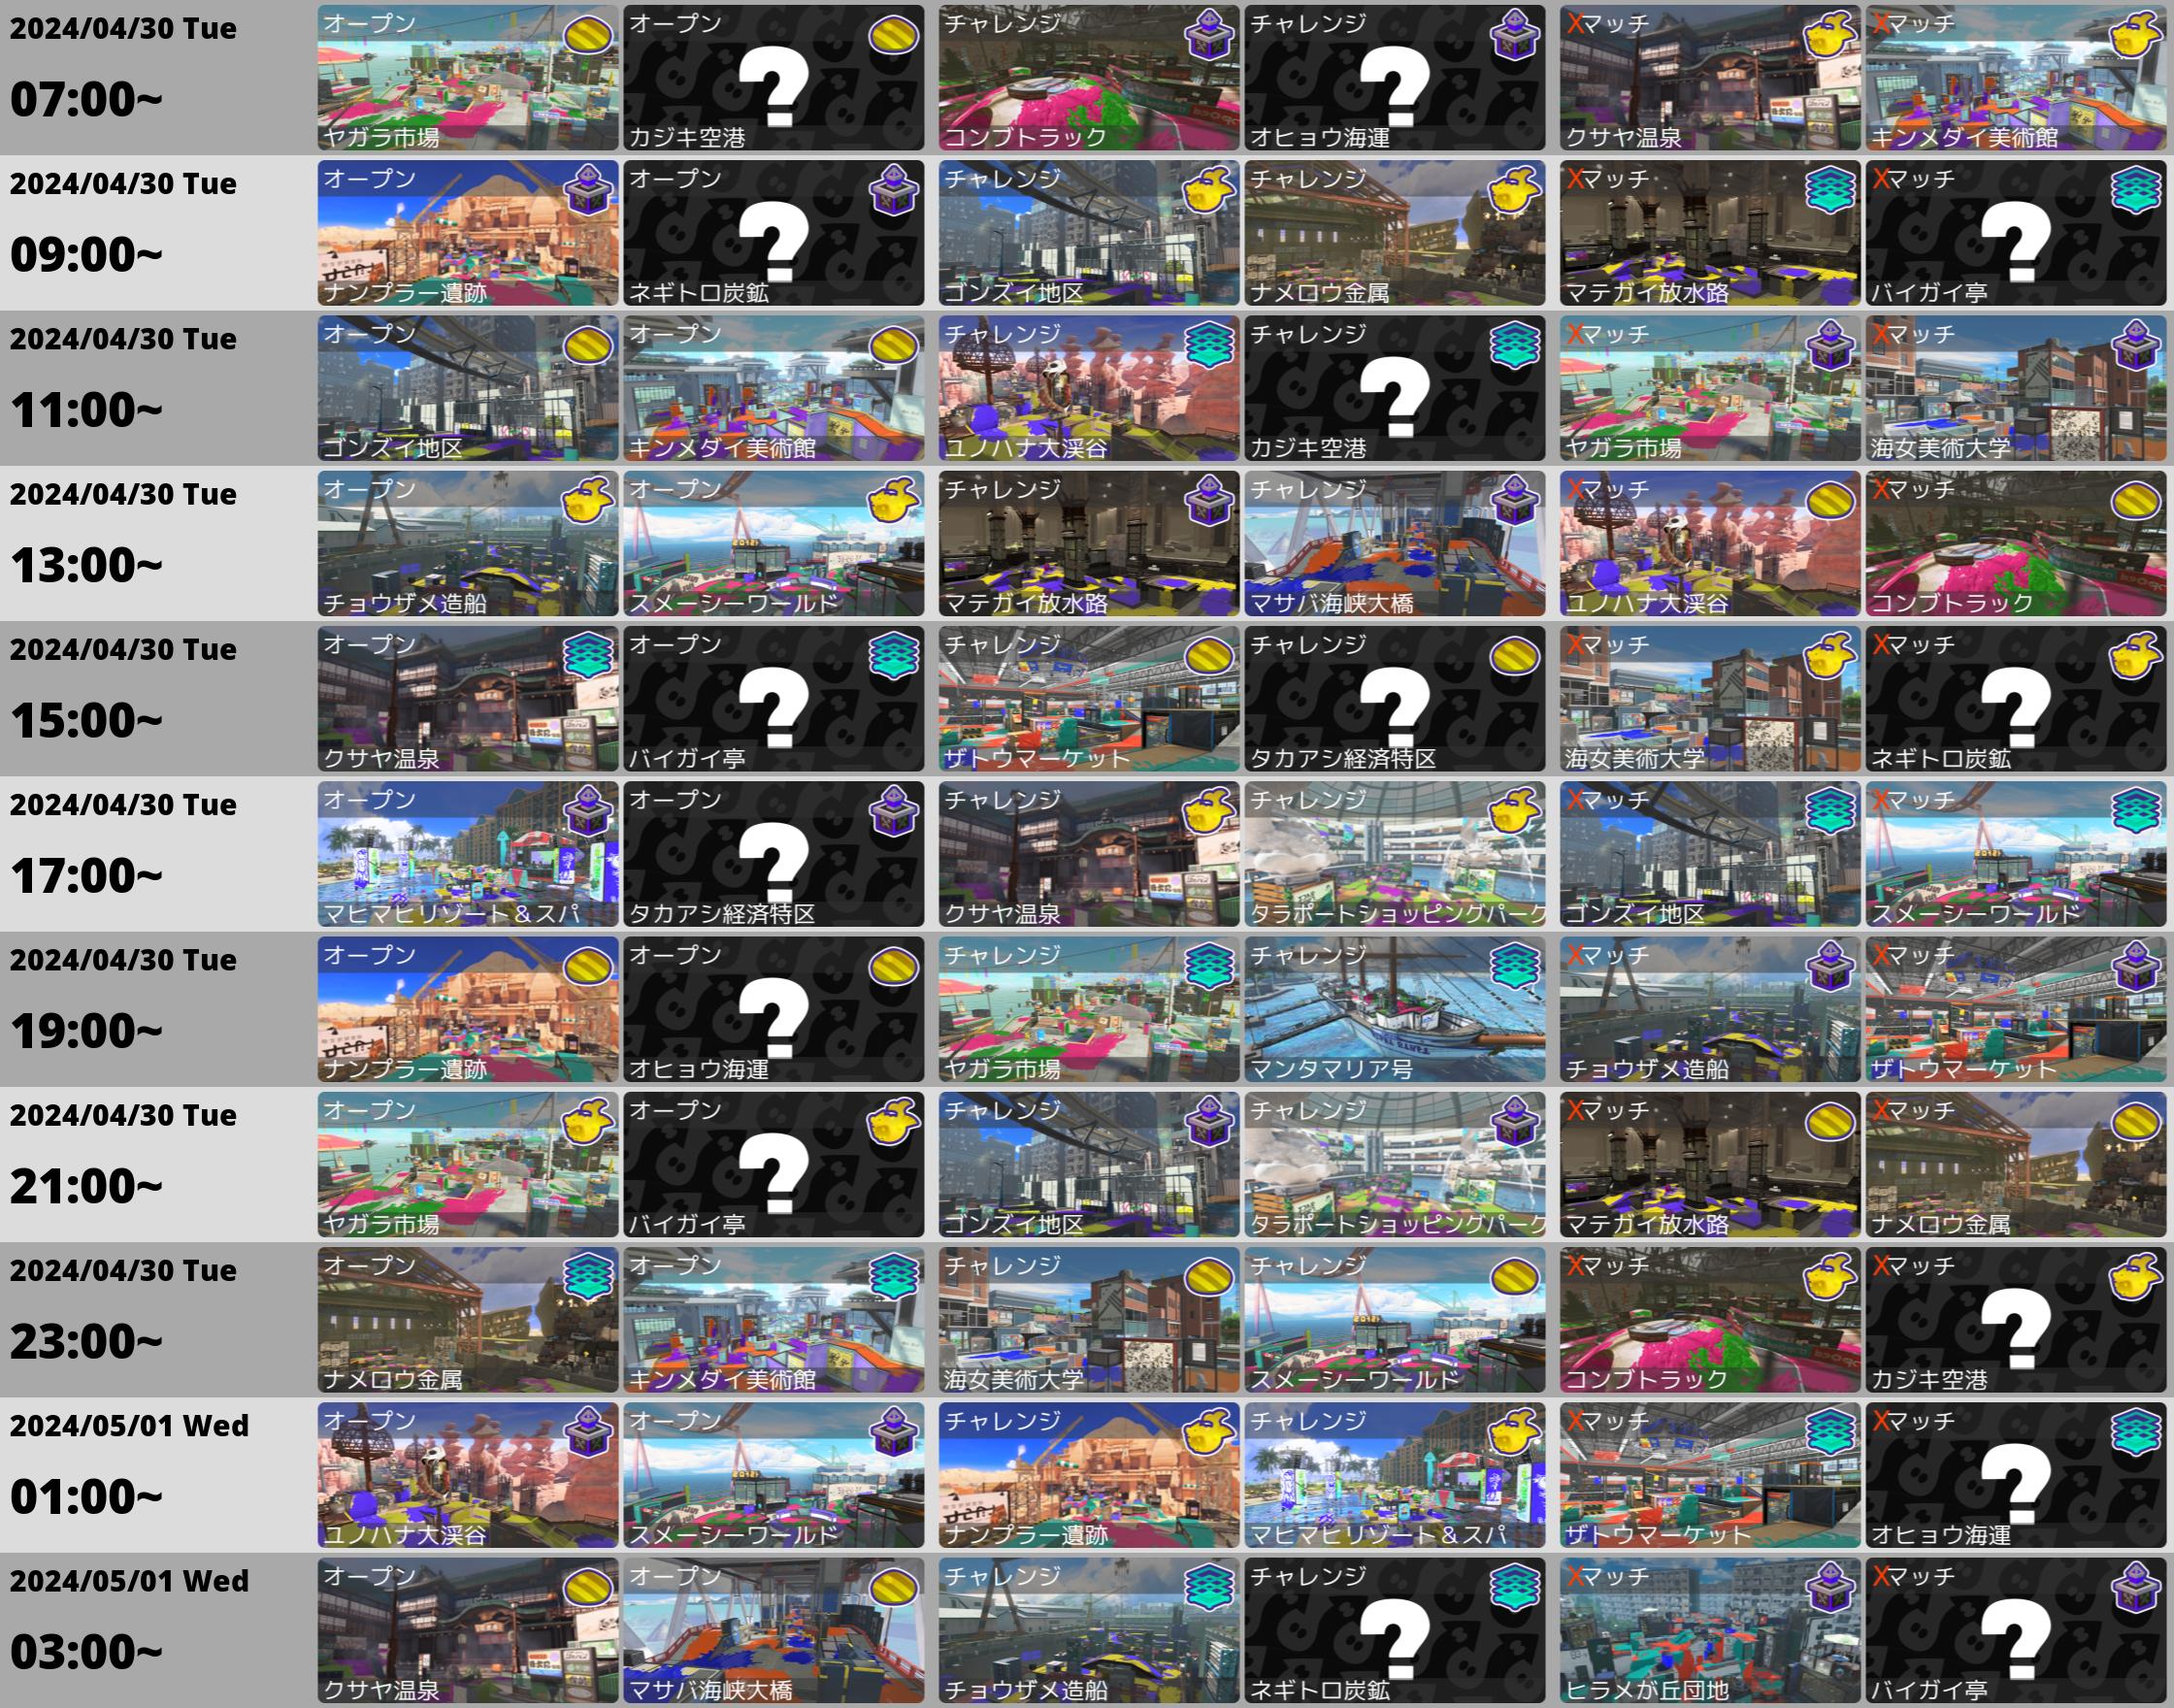 2024/04/30 Tue
07:00~
オープン
ヤガラ市場
オープン
カジキ空港
チャレンジ
コンブトラック
チャレンジ
オヒョウ海運
Xマッチ
クサヤ温泉
Xマッチ
キンメダイ美術館
2024/04/30 Tue
09:00~
オープン
ナンプラー遺跡
オープン
ネギトロ炭鉱
チャレンジ
ゴンズイ地区
チャレンジ
ナメロウ金属
Xマッチ
マテガイ放水路
Xマッチ
バイガイ亭
2024/04/30 Tue
11:00~
オープン
ゴンズイ地区
オープン
キンメダイ美術館
チャレンジ
ユノハナ大渓谷
チャレンジ
カジキ空港
Xマッチ
ヤガラ市場
Xマッチ
海女美術大学
2024/04/30 Tue
13:00~
オープン
チョウザメ造船
オープン
スメーシーワールド
チャレンジ
マテガイ放水路
チャレンジ
マサバ海峡大橋
Xマッチ
ユノハナ大渓谷
Xマッチ
コンブトラック
2024/04/30 Tue
15:00~
オープン
クサヤ温泉
オープン
バイガイ亭
チャレンジ
ザトウマーケット
チャレンジ
タカアシ経済特区
Xマッチ
海女美術大学
Xマッチ
ネギトロ炭鉱
2024/04/30 Tue
17:00~
オープン
マヒマヒリゾート＆スパ
オープン
タカアシ経済特区
チャレンジ
クサヤ温泉
チャレンジ
タラポートショッピングパーク
Xマッチ
ゴンズイ地区
Xマッチ
スメーシーワールド
2024/04/30 Tue
19:00~
オープン
ナンプラー遺跡
オープン
オヒョウ海運
チャレンジ
ヤガラ市場
チャレンジ
マンタマリア号
Xマッチ
チョウザメ造船
Xマッチ
ザトウマーケット
2024/04/30 Tue
21:00~
オープン
ヤガラ市場
オープン
バイガイ亭
チャレンジ
ゴンズイ地区
チャレンジ
タラポートショッピングパーク
Xマッチ
マテガイ放水路
Xマッチ
ナメロウ金属
2024/04/30 Tue
23:00~
オープン
ナメロウ金属
オープン
キンメダイ美術館
チャレンジ
海女美術大学
チャレンジ
スメーシーワールド
Xマッチ
コンブトラック
Xマッチ
カジキ空港
2024/05/01 Wed
01:00~
オープン
ユノハナ大渓谷
オープン
スメーシーワールド
チャレンジ
ナンプラー遺跡
チャレンジ
マヒマヒリゾート＆スパ
Xマッチ
ザトウマーケット
Xマッチ
オヒョウ海運
2024/05/01 Wed
03:00~
オープン
クサヤ温泉
オープン
マサバ海峡大橋
チャレンジ
チョウザメ造船
チャレンジ
ネギトロ炭鉱
Xマッチ
ヒラメが丘団地
Xマッチ
バイガイ亭